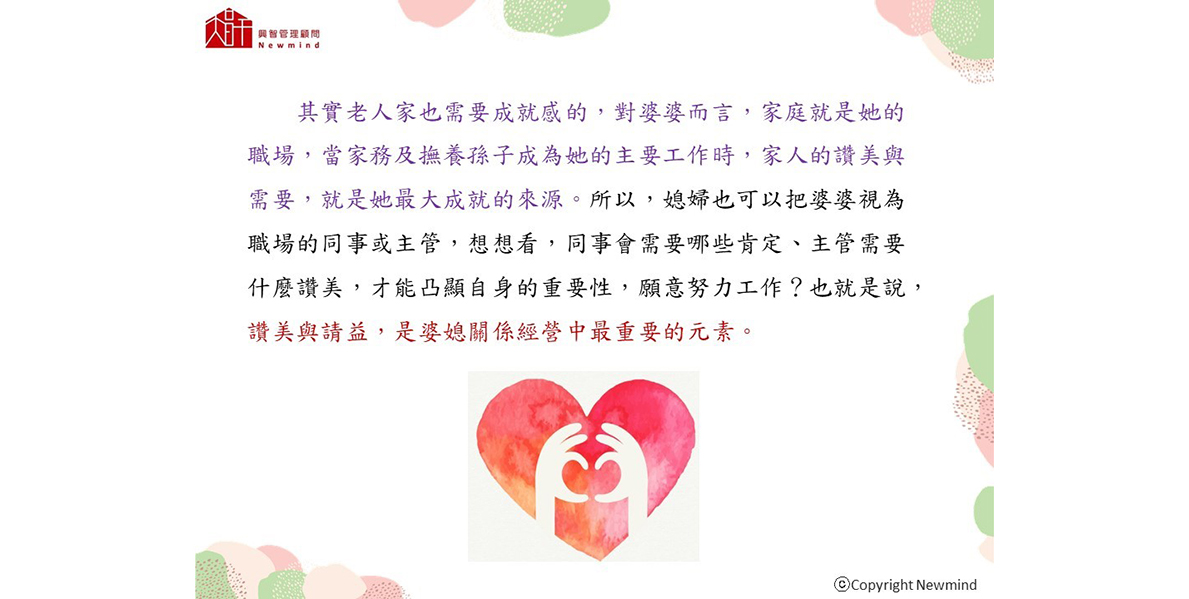 興智管理顧問
Newmind
其實老人家也需要成就感的，對婆婆而言，家庭就是她的
職場，當家務及撫養孫子成為她的主要工作時，家人的讚美與
需要，就是她最大成就的來源。所以，媳婦也可以把婆婆視為
職場的同事或主管，想想看，同事會需要哪些肯定、主管需要
什麼讚美，才能凸顯自身的重要性，願意努力工作？也就是說，
讚美與請益，是婆媳關係經營中最重要的元素。
©Copyright Newmind